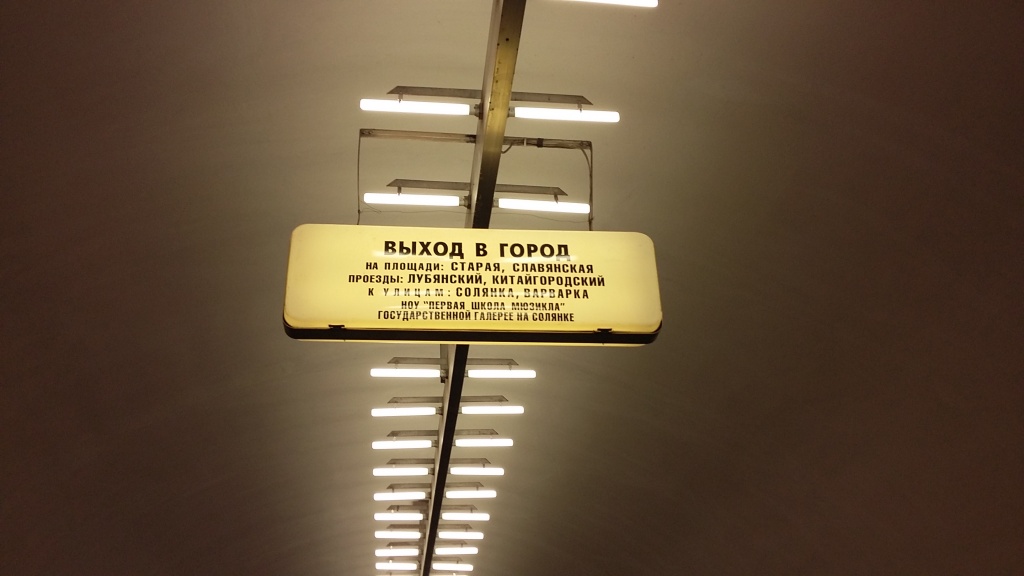 ВЫХОД В ГОРОД
НА ПЛОЩАДИ: СТАРАЯ, СЛАВЯНСКАЯ
ПРОЕЗДЫ: ЛУБЯНСКИЙ, КИТАЙГОРОДСКИЙ
К УЛИЦАМ: СОЛЯНКА, ВАРВАРКА
НОУ "ПЕРВАЯ ШКОЛА МЮЗИКЛА"
ГОСУДАРСТВЕННОЙ ГАЛЕРЕЕ НА СОЛЯНКЕ